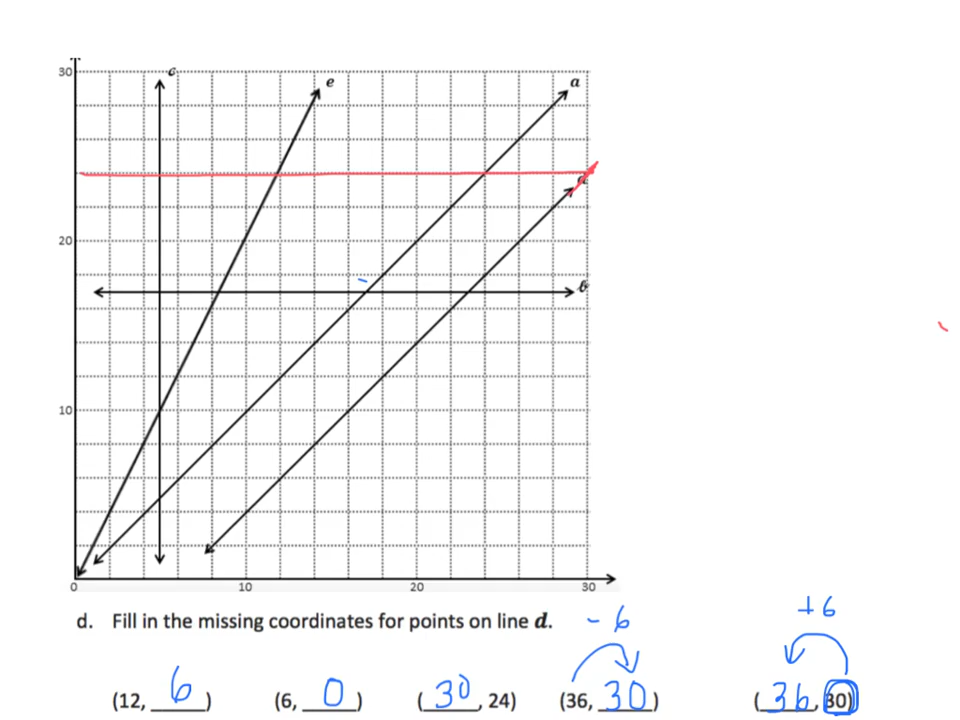 30
c
e
a
d
20
b
10
0
10
20
30
d. Fill in the missing coordinates for points on line d.
- 6
+6
(12, 6) (6, 0) (30, 24) (36, 30) (36, 30)